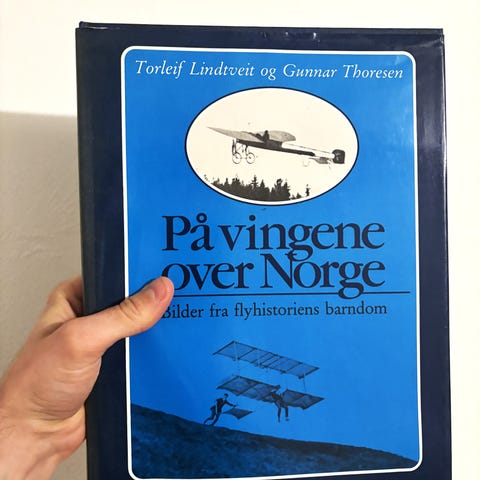 Torleif Lindtveit og Gunnar Thoresen
På vingene
over Norge
Bilder fra flyhistoriens barndom